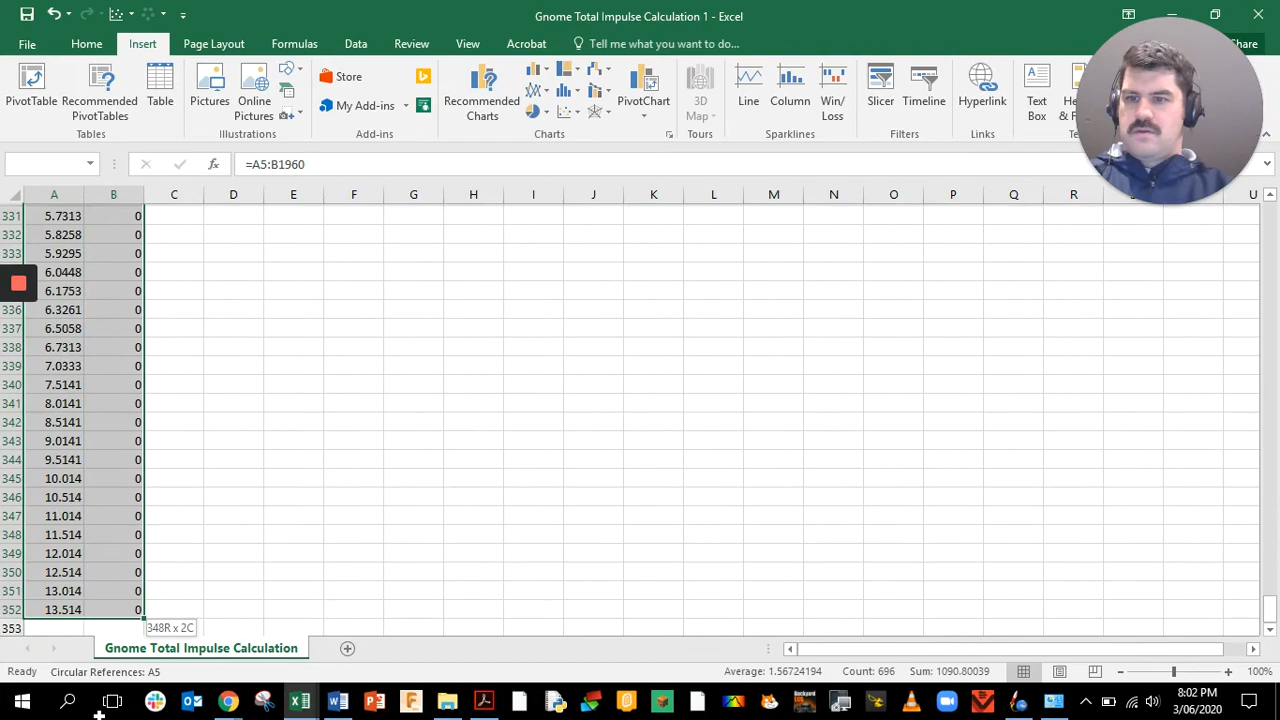 Gnome Total Impulse Calculation 1 - Excel
File Home Insert Page Layout Formulas Data Review View Acrobat Tell me what you want to do... Share
PivotTable Recommended PivotTables Table Pictures Online Pictures Store My Add-ins Recommended Charts PivotChart 3D Map Line Column Win/Loss Slicer Timeline Hyperlink Text Box
Tables Illustrations Add-ins Charts Tours Sparklines Filters Links
fx =A5:B1960
A B C D E F G H I J K L M N O P Q R U
331 5.7313 0
332 5.8258 0
333 5.9295 0
6.0448 0
6.1753 0
336 6.3261 0
337 6.5058 0
338 6.7313 0
339 7.0333 0
340 7.5141 0
341 8.0141 0
342 8.5141 0
343 9.0141 0
344 9.5141 0
345 10.014 0
346 10.514 0
347 11.014 0
348 11.514 0
349 12.014 0
350 12.514 0
351 13.014 0
352 13.514 0
353 348R x 2C
Gnome Total Impulse Calculation
Ready Circular References: A5 Average: 1.56724194 Count: 696 Sum: 1090.80039 100%
8:02 PM
3/06/2020